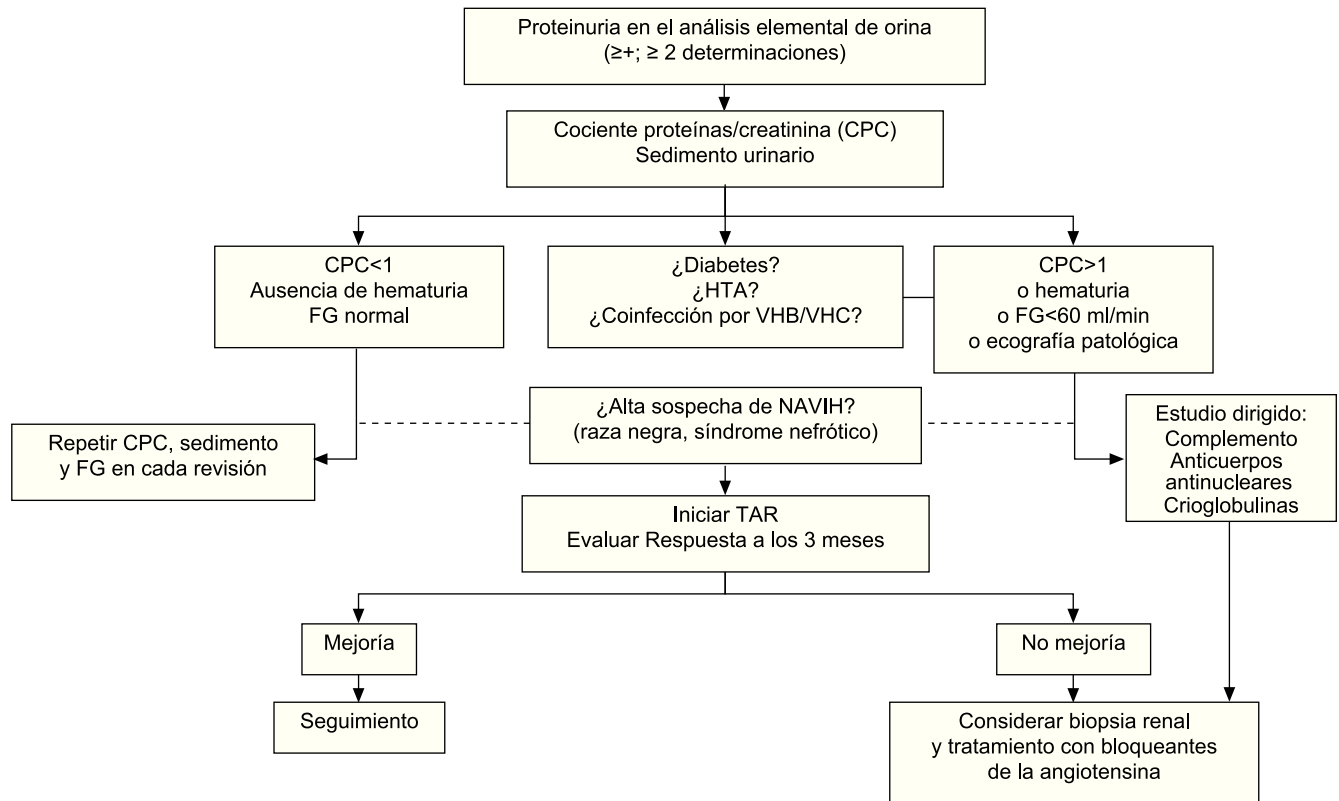 Proteinuria en el análisis elemental de orina
(≥+; ≥ 2 determinaciones)
Cociente proteínas/creatinina (CPC)
Sedimento urinario
CPC<1
Ausencia de hematuria
FG normal
¿Diabetes?
¿HTA?
¿Coinfección por VHB/VHC?
CPC>1
o hematuria
o FG<60 ml/min
o ecografía patológica
¿Alta sospecha de NAVIH?
(raza negra, síndrome nefrótico)
Repetir CPC, sedimento
y FG en cada revisión
Estudio dirigido:
Complemento
Anticuerpos
antinucleares
Crioglobulinas
Iniciar TAR
Evaluar Respuesta a los 3 meses
Mejoría
No mejoría
Seguimiento
Considerar biopsia renal
y tratamiento con bloqueantes
de la angiotensina